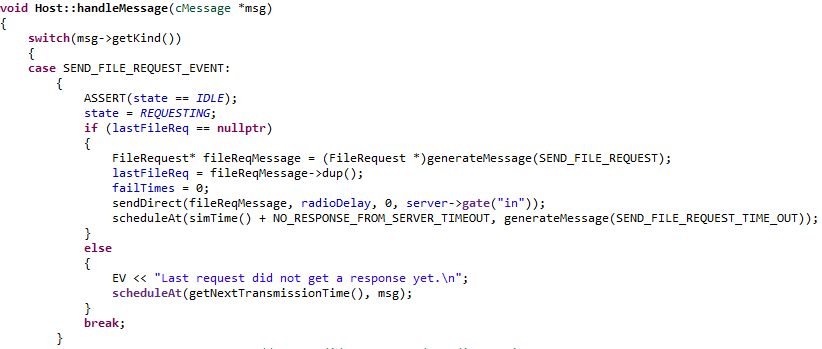 void Host::handleMessage(cMessage *msg)
{
    switch(msg->getKind())
    {
    case SEND_FILE_REQUEST_EVENT:
        {
            ASSERT(state == IDLE);
            state = REQUESTING;
            if (lastFileReq == nullptr)
            {
                FileRequest* fileReqMessage = (FileRequest *)generateMessage(SEND_FILE_REQUEST);
                lastFileReq = fileReqMessage->dup();
                failTimes = 0;
                sendDirect(fileReqMessage, radioDelay, 0, server->gate("in"));
                scheduleAt(simTime() + NO_RESPONSE_FROM_SERVER_TIMEOUT, generateMessage(SEND_FILE_REQUEST_TIME_OUT));
            }
            else
            {
                EV << "Last request did not get a response yet.\n";
                scheduleAt(getNextTransmissionTime(), msg);
            }
            break;
        }